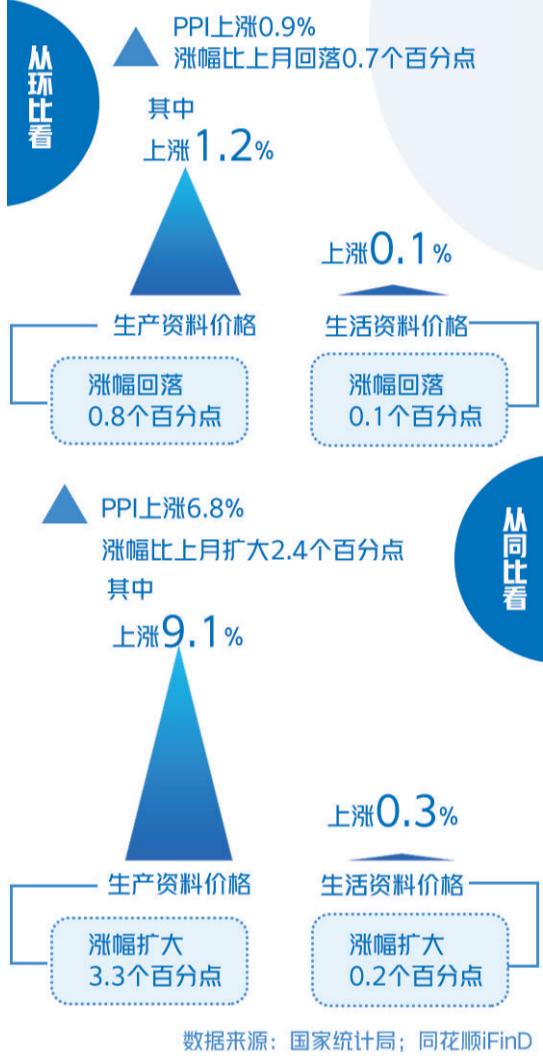 从环比看
PPI上涨0.9%
涨幅比上月回落0.7个百分点
其中
上涨1.2%
生产资料价格
涨幅回落
0.8个百分点
上涨0.1%
生活资料价格
涨幅回落
0.1个百分点
从同比看
PPI上涨6.8%
涨幅比上月扩大2.4个百分点
其中
上涨9.1%
生产资料价格
涨幅扩大
3.3个百分点
上涨0.3%
生活资料价格
涨幅扩大
0.2个百分点
数据来源：国家统计局；同花顺iFinD